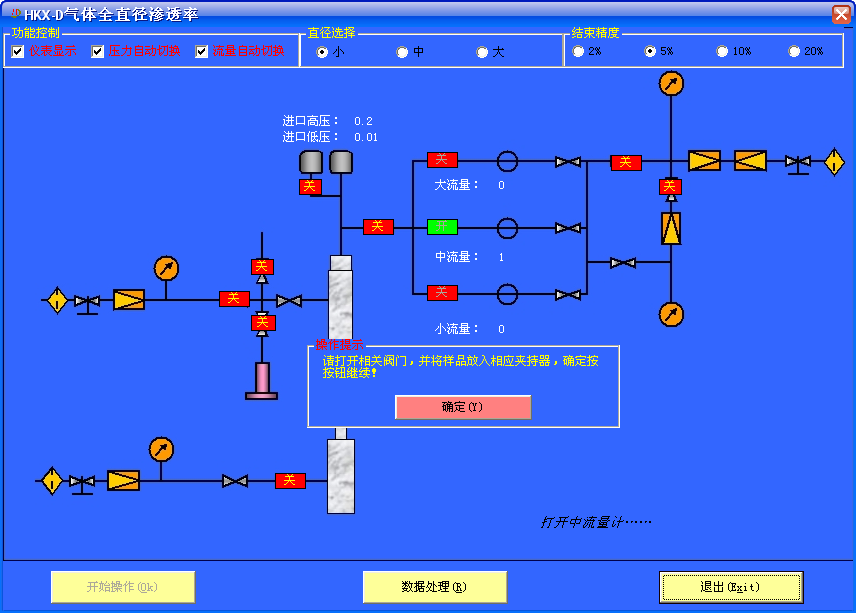 HKX-D气体全直径渗透率
功能控制
仪表显示 压力自动切换 流量自动切换
直径选择
小 中 大
结束精度
2% 5% 10% 20%
进口高压： 0.2
进口低压： 0.01
关
关
关
关
关
大流量： 0
关
中流量： 1
关
关
关
关
小流量： 0
操作提示
请打开相关阀门，并将样品放入相应夹持器，确定按
按钮继续！
确定(Y)
关
打开中流量计……
开始操作(Ok) 数据处理(R) 退出(Exit)